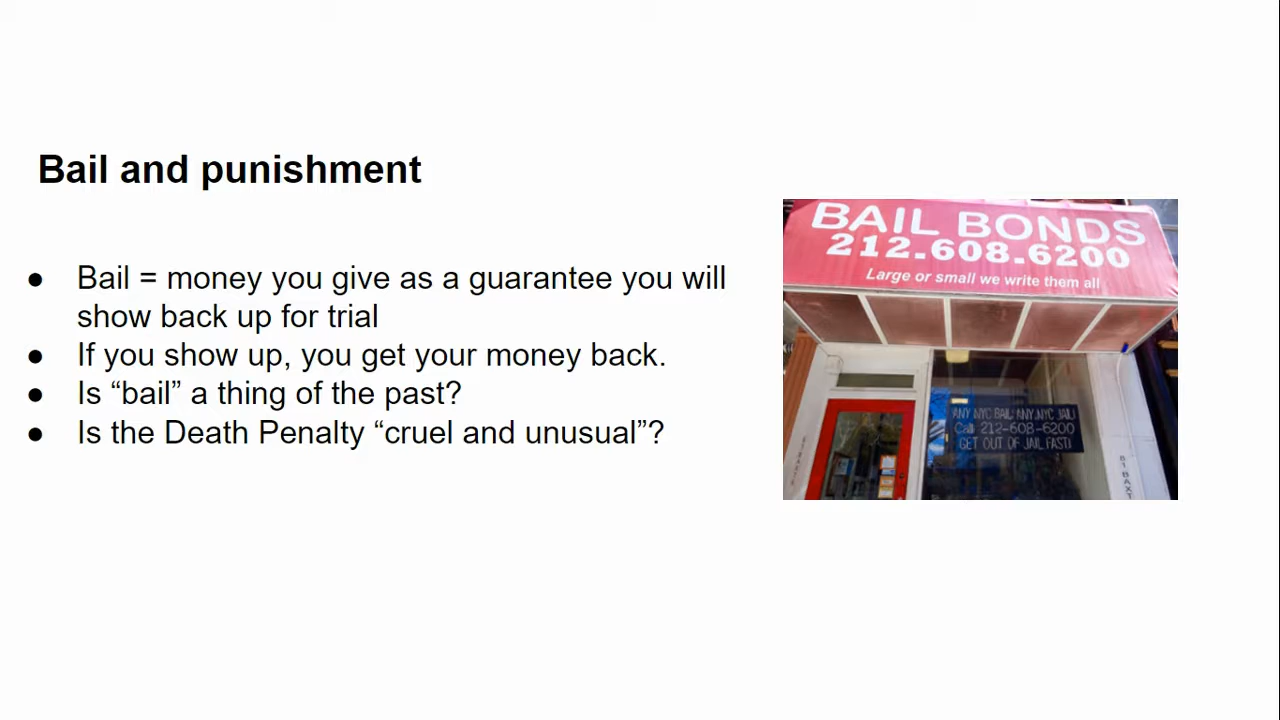 Bail and punishment
● Bail = money you give as a guarantee you will
show back up for trial
● If you show up, you get your money back.
● Is “bail” a thing of the past?
● Is the Death Penalty “cruel and unusual”?
BAIL BONDS
212.608.6200
Large or small we write them all
ANY NYC BAIL, ANY NYC JAIL!
Call 212-608-6200
GET OUT OF JAIL FAST!
81 BAXT